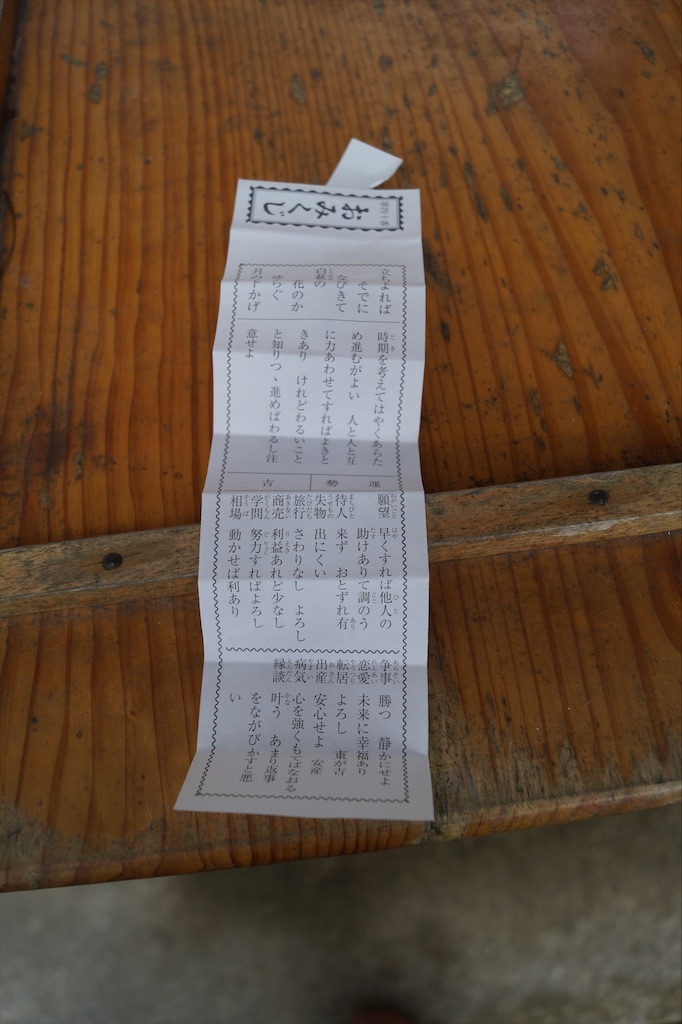 おみくじ
第四十番
立ちよれば
そでに
なびきて
白萩の
花のか
ゆらぐ
月の下かげ
時期を考えてはやくあらた
め進むがよい 人と人と互
に力あわせてすればよきと
きあり けれどわるいこと
と知りつゝ進めばわるし注
意せよ
運勢 吉
願望 早くすれば他人の
助けありて調のう
待人 来ず おとずれ有
失物 出にくい
旅行 さわりなし よろし
商売 利益あれど少なし
学問 努力すればよろし
相場 動かせば利あり
争事 勝つ 静かにせよ
恋愛 未来に幸福あり
転居 よろし 東が吉
出産 安心せよ 安産
病気 心を強くもてばなおる
縁談 叶う あまり返事
をながびかすと悪
い